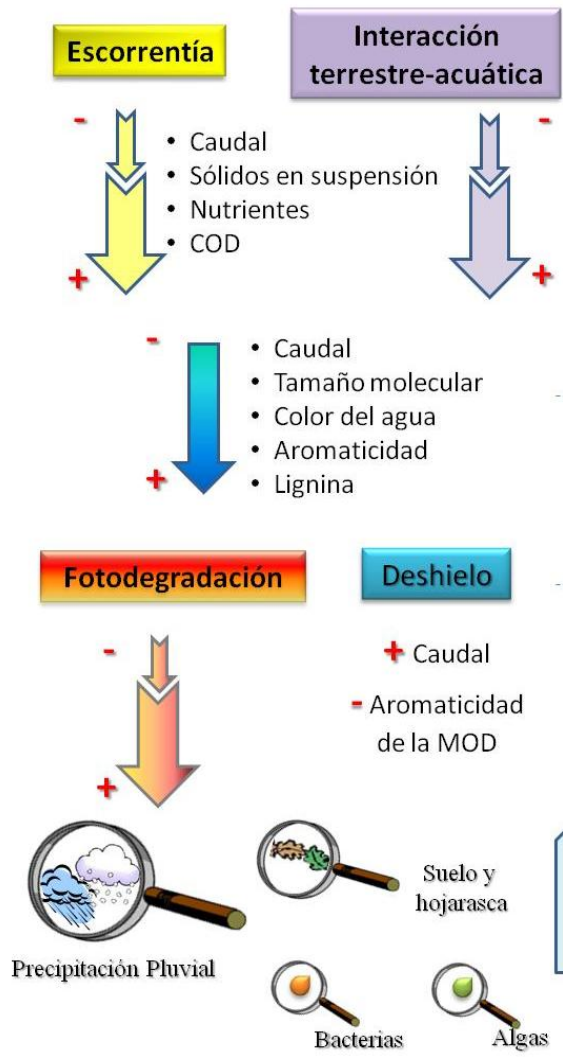 Escorrentía
Interacción
terrestre-acuática
-
-
• Caudal
• Sólidos en suspensión
• Nutrientes
• COD
+
+
-
• Caudal
• Tamaño molecular
• Color del agua
• Aromaticidad
• Lignina
+
Fotodegradación
Deshielo
-
+ Caudal
- Aromaticidad
de la MOD
+
Suelo y
hojarasca
Precipitación Pluvial
Bacterias
Algas